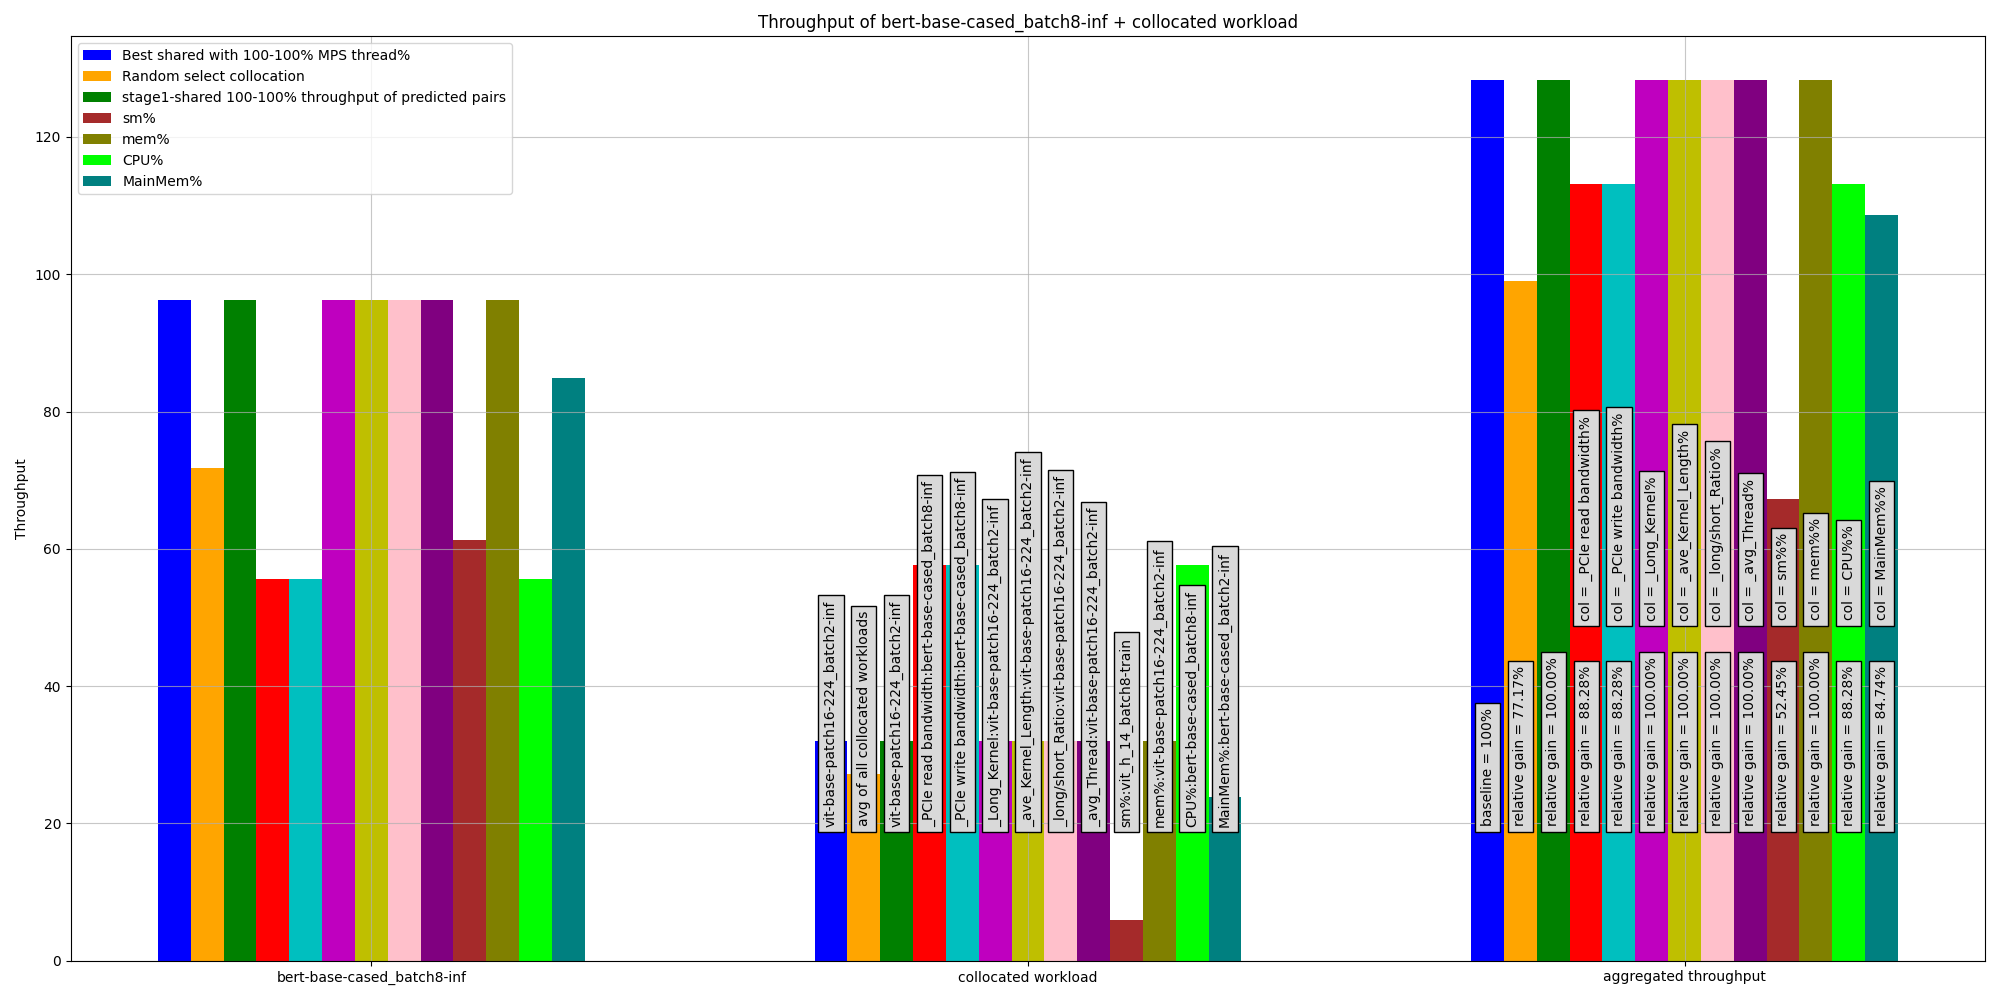 Throughput of bert-base-cased_batch8-inf + collocated workload
Best shared with 100-100% MPS thread%
Random select collocation
stage1-shared 100-100% throughput of predicted pairs
sm%
mem%
CPU%
MainMem%
Throughput
120
100
80
60
40
20
0
vit-base-patch16-224_batch2-inf
avg of all collocated workloads
vit-base-patch16-224_batch2-inf
_PCIe read bandwidth:bert-base-cased_batch8-inf
_PCIe write bandwidth:bert-base-cased_batch8-inf
_Long_Kernel:vit-base-patch16-224_batch2-inf
_ave_Kernel_Length:vit-base-patch16-224_batch2-inf
_long/short_Ratio:vit-base-patch16-224_batch2-inf
_avg_Thread:vit-base-patch16-224_batch2-inf
sm%:vit_h_14_batch8-train
mem%:vit-base-patch16-224_batch2-inf
CPU%:bert-base-cased_batch8-inf
MainMem%:bert-base-cased_batch2-inf
col = _PCIe read bandwidth%
col = _PCIe write bandwidth%
col = _Long_Kernel%
col = _ave_Kernel_Length%
col = _long/short_Ratio%
col = _avg_Thread%
col = sm%%
col = mem%%
col = CPU%%
col = MainMem%%
baseline = 100%
relative gain = 77.17%
relative gain = 100.00%
relative gain = 88.28%
relative gain = 88.28%
relative gain = 100.00%
relative gain = 100.00%
relative gain = 100.00%
relative gain = 100.00%
relative gain = 52.45%
relative gain = 100.00%
relative gain = 88.28%
relative gain = 84.74%
bert-base-cased_batch8-inf
collocated workload
aggregated throughput